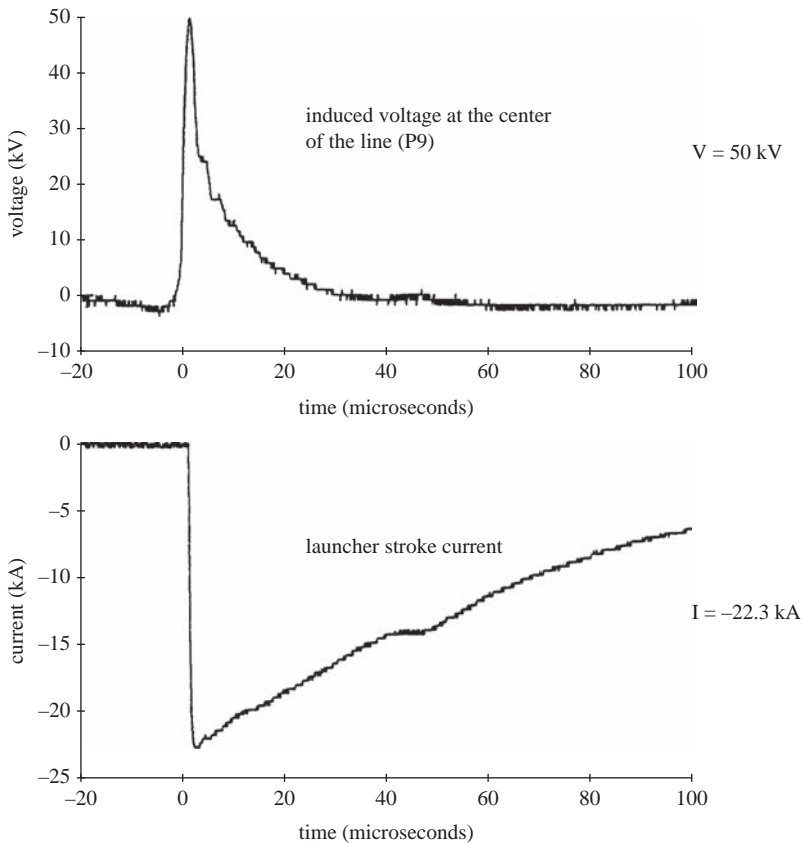 50
40
30
20
10
0
–10
voltage (kV)
induced voltage at the center
of the line (P9)
V = 50 kV
–20 0 20 40 60 80 100
time (microseconds)
0
–5
–10
–15
–20
–25
current (kA)
launcher stroke current
I = –22.3 kA
–20 0 20 40 60 80 100
time (microseconds)